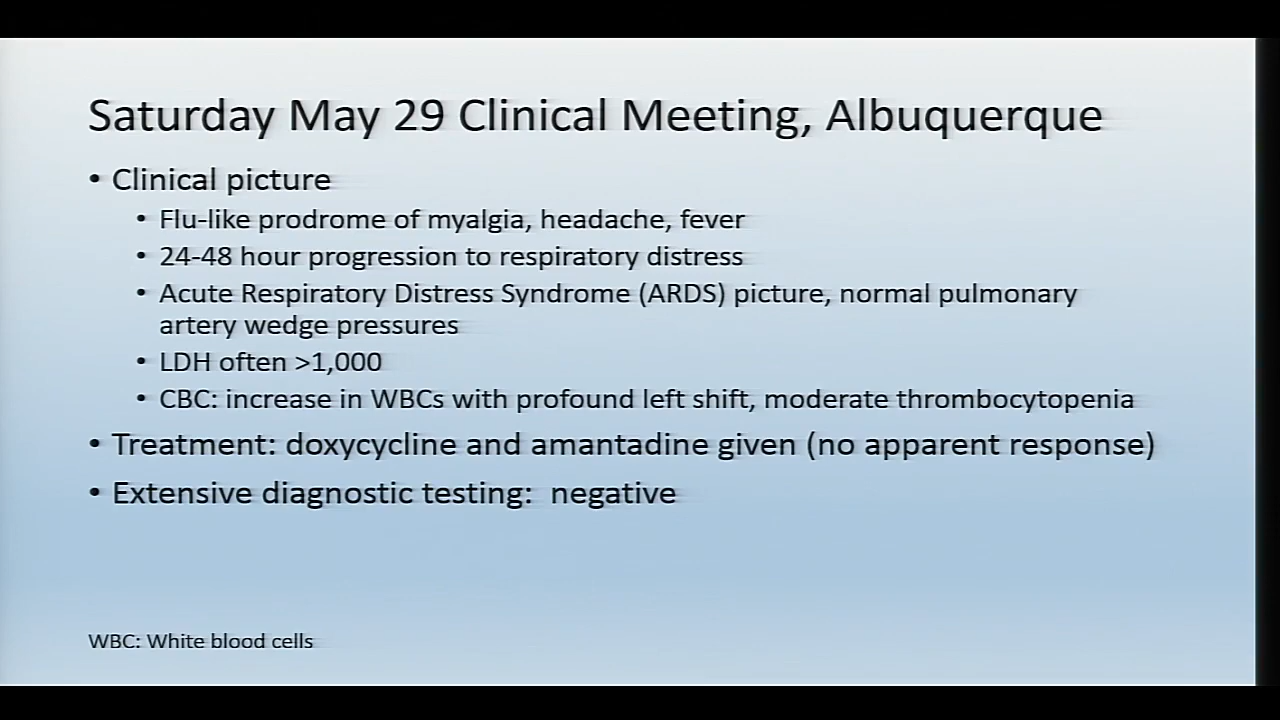 Saturday May 29 Clinical Meeting, Albuquerque
• Clinical picture
• Flu-like prodrome of myalgia, headache, fever
• 24-48 hour progression to respiratory distress
• Acute Respiratory Distress Syndrome (ARDS) picture, normal pulmonary
artery wedge pressures
• LDH often >1,000
• CBC: increase in WBCs with profound left shift, moderate thrombocytopenia
• Treatment: doxycycline and amantadine given (no apparent response)
• Extensive diagnostic testing:  negative
WBC: White blood cells